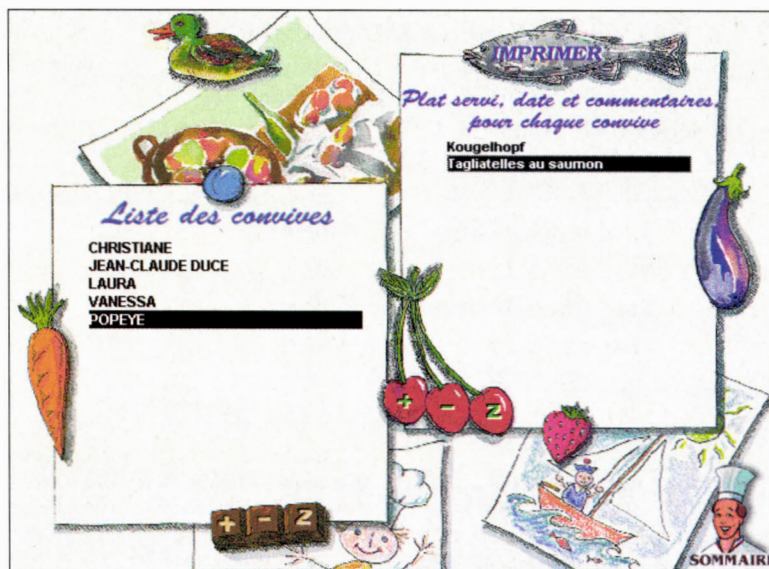 IMPRIMER
Plat servi, date et commentaires,
pour chaque convive
Kougelhopf
Tagliatelles au saumon
Liste des convives
CHRISTIANE
JEAN-CLAUDE DUCE
LAURA
VANESSA
POPEYE
+ - Z
+ - Z
SOMMAIRE